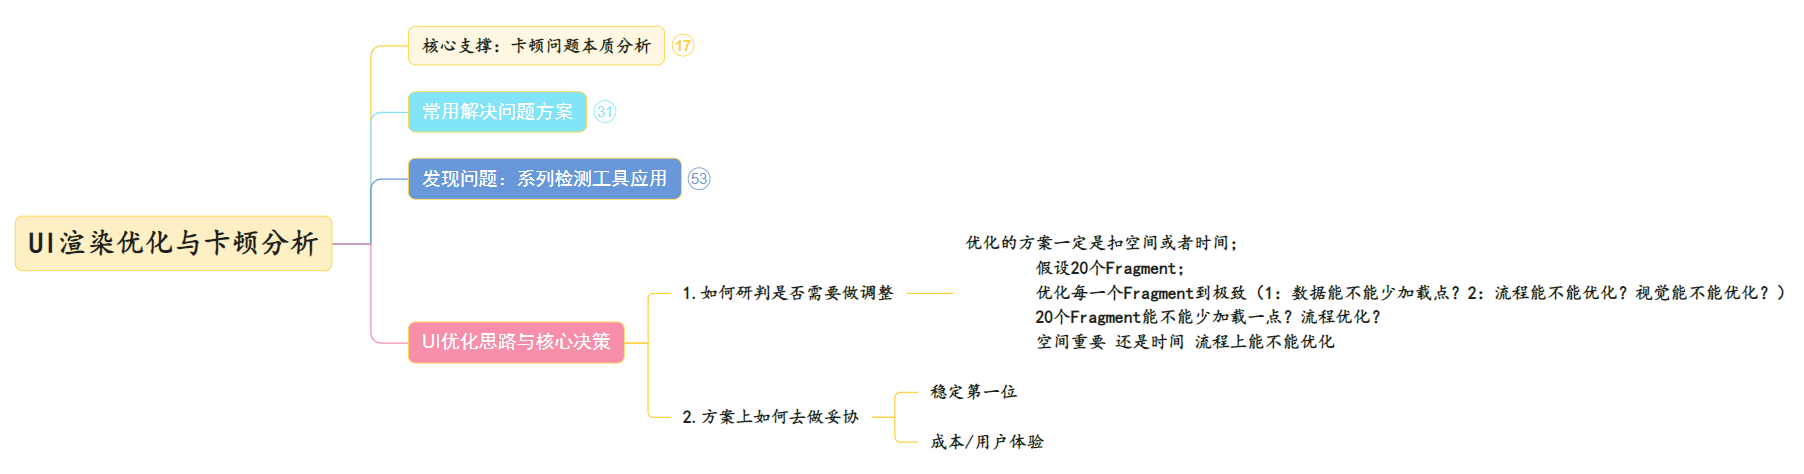 UI渲染优化与卡顿分析
核心支撑：卡顿问题本质分析
17
常用解决问题方案
31
发现问题：系列检测工具应用
53
UI优化思路与核心决策
1.如何研判是否需要做调整
优化的方案一定是扣空间或者时间；
假设20个Fragment；
优化每一个Fragment到极致（1：数据能不能少加载点？2：流程能不能优化？视觉能不能优化？）
20个Fragment能不能少加载一点？流程优化？
空间重要 还是时间 流程上能不能优化
2.方案上如何去做妥协
稳定第一位
成本/用户体验